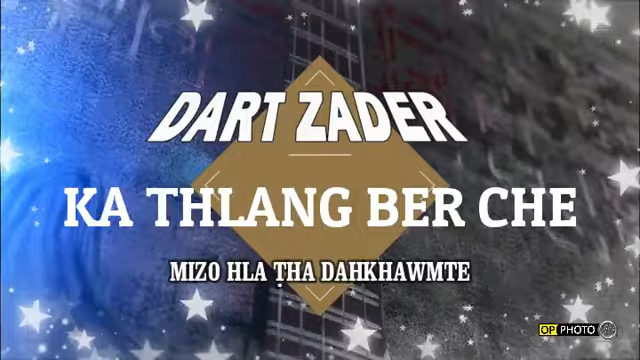 DART ZADER
KA THLANG BER CHE
MIZO HLA ṬHA DAHKHAWMTE
OP PHOTO